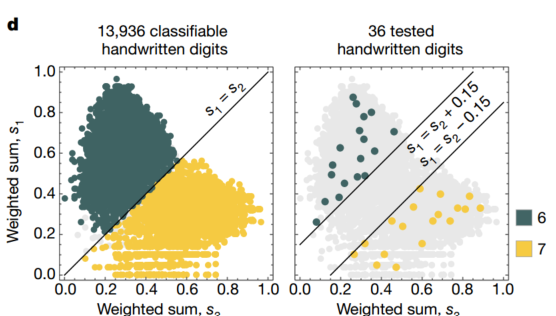 d
13,936 classifiable
handwritten digits
36 tested
handwritten digits
Weighted sum, s1
1.0
0.8
0.6
0.4
0.2
0.0
s1 = s2
0.0 0.2 0.4 0.6 0.8 1.0
Weighted sum,
s1 = s2 + 0.15
s1 = s2 − 0.15
0.0 0.2 0.4 0.6 0.8 1.0
Weighted sum,
6
7